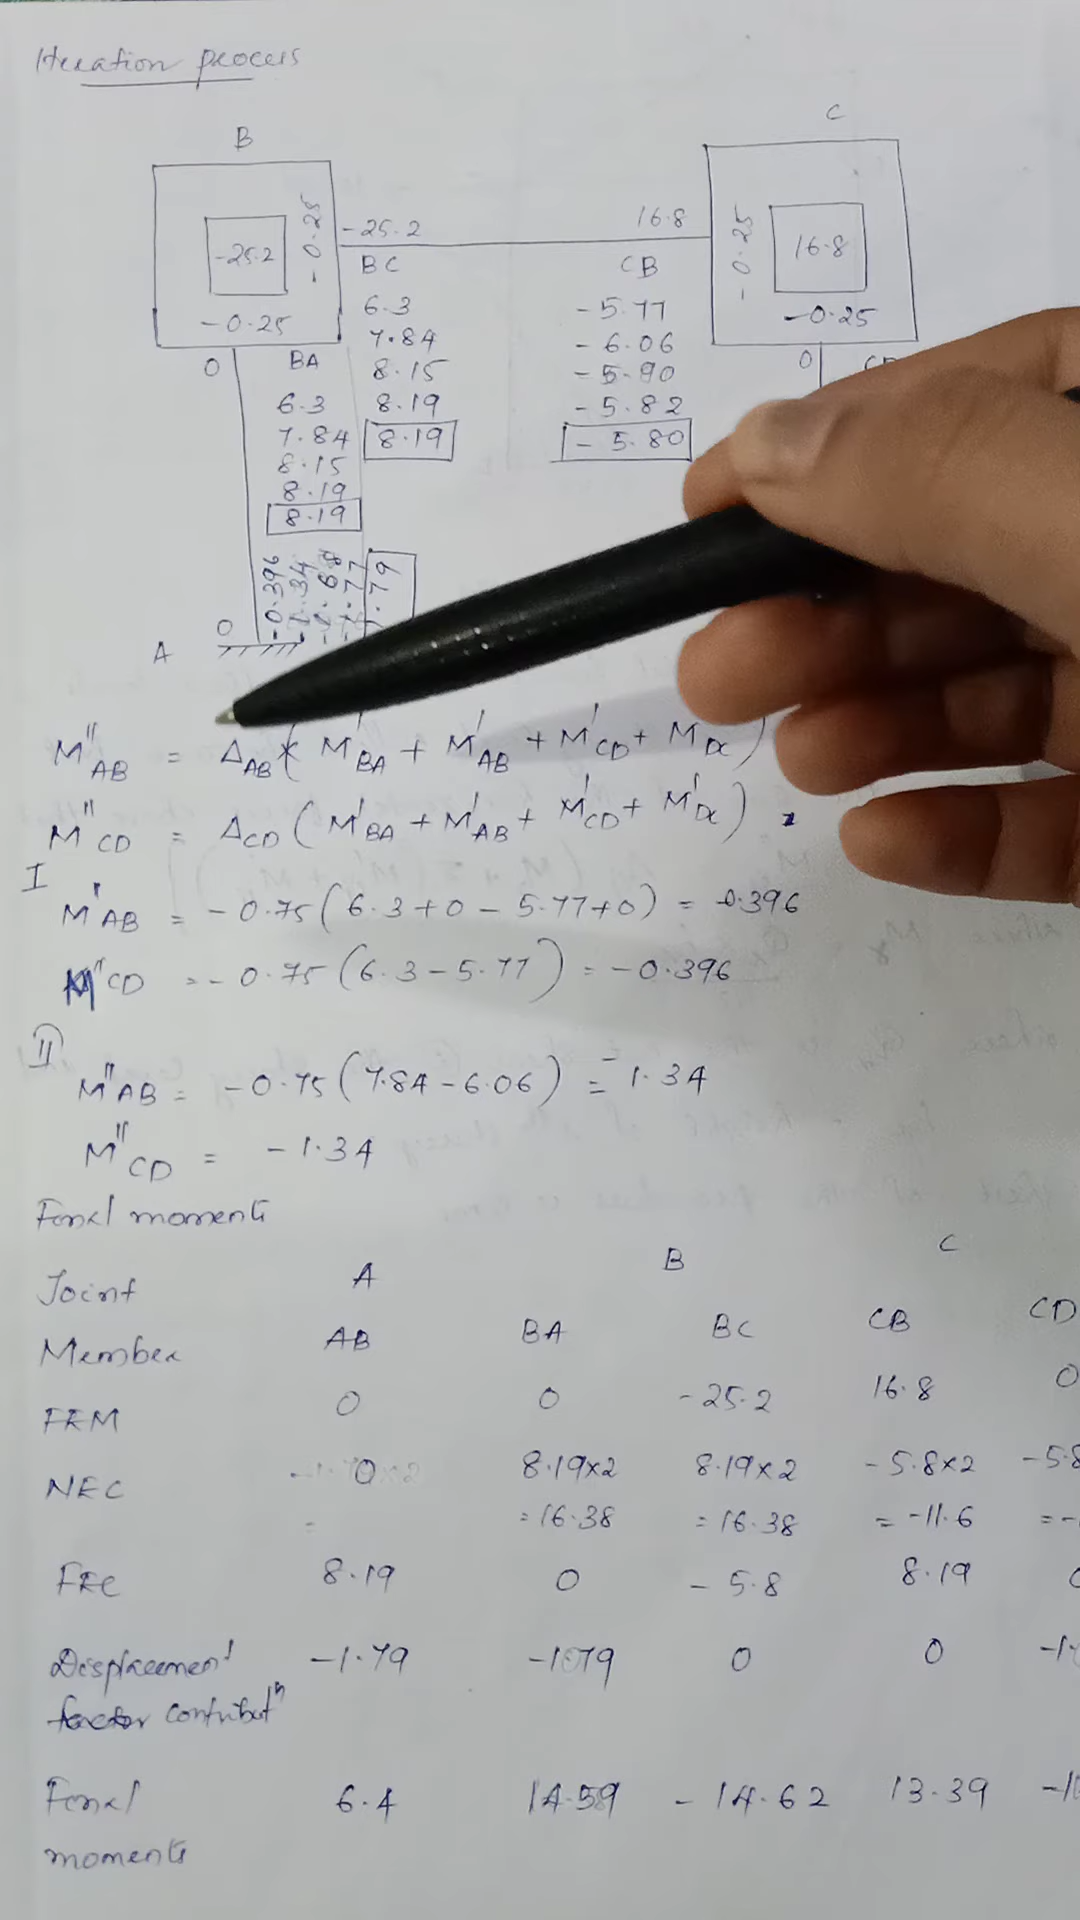 Iteration process
B
C
-25.2
-0.25
-0.25
-25.2
16.8
BC
CB
16.8
-0.25
-0.25
0
BA
0
6.3
7.84
8.15
8.19
8.19
-5.77
-6.06
-5.90
-5.82
-5.80
6.3
7.84
8.15
8.19
8.19
-0.396
0
A
M''AB = ΔAB * ( M'BA + M'AB + M'CD + MDC )
M''CD = ΔCD ( M'BA + M'AB + M'CD + M'DC )
I
M''AB = -0.75 ( 6.3 + 0 - 5.77 + 0 ) = -0.396
M''CD = -0.75 ( 6.3 - 5.77 ) = -0.396
II
M''AB = -0.75 ( 7.84 - 6.06 ) = -1.34
M''CD = -1.34
Final moments
Joint A B C
Member AB BA BC CB CD
FEM 0 0 -25.2 16.8 0
NEC 0 8.19x2 8.19x2 -5.8x2 -5.8
= = 16.38 = 16.38 = -11.6 = -
FEC 8.19 0 -5.8 8.19
Displacement -1.79 -1.79 0 0 -1.
factor contributn
Final 6.4 14.59 -14.62 13.39
moments